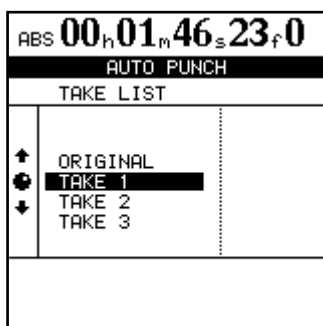 ABS 00h01m46s23f0
AUTO PUNCH
TAKE LIST
ORIGINAL
TAKE 1
TAKE 2
TAKE 3